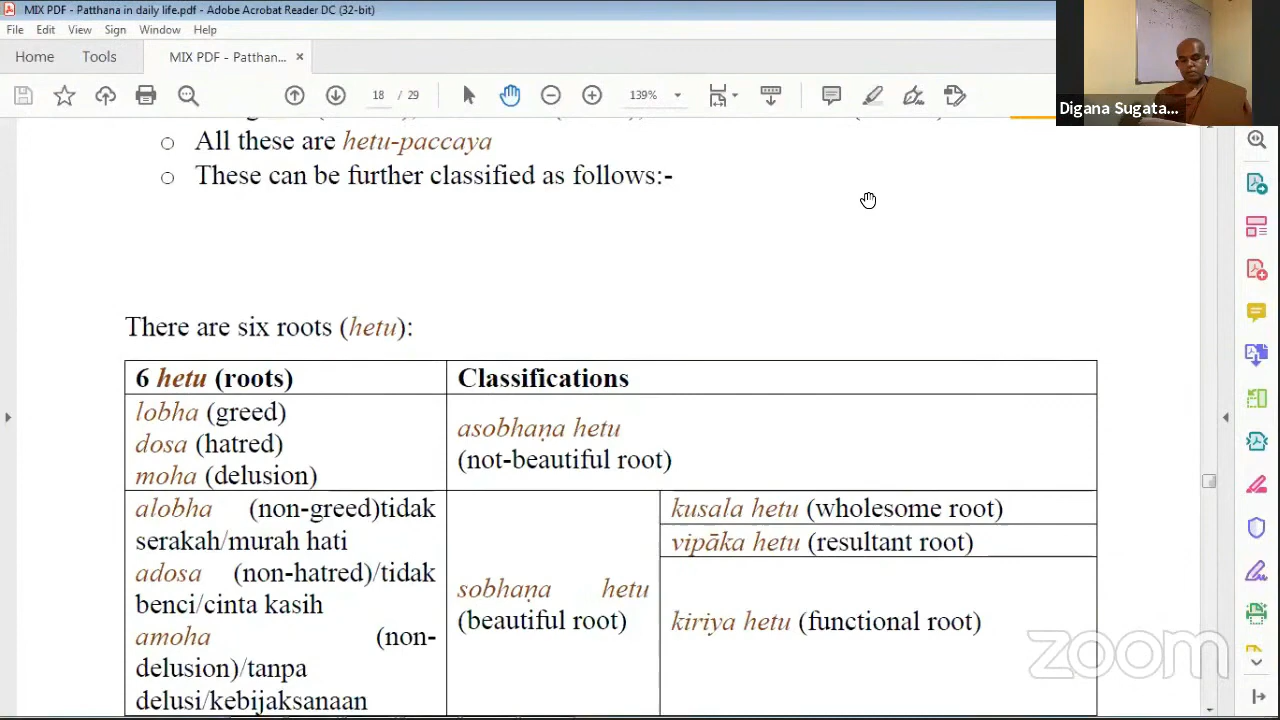 MIX PDF - Patthana in daily life.pdf - Adobe Acrobat Reader DC (32-bit)
File Edit View Sign Window Help
Home Tools MIX PDF - Patthan... ×
18 / 29 139%
Digana Sugata...
○ All these are hetu-paccaya
○ These can be further classified as follows:-
There are six roots (hetu):
6 hetu (roots) Classifications
lobha (greed)
dosa (hatred)
moha (delusion)
asobhaṇa hetu
(not-beautiful root)
alobha (non-greed)tidak
serakah/murah hati
adosa (non-hatred)/tidak
benci/cinta kasih
amoha (non-
delusion)/tanpa
delusi/kebijaksanaan
sobhaṇa hetu
(beautiful root)
kusala hetu (wholesome root)
vipāka hetu (resultant root)
kiriya hetu (functional root)
zoom